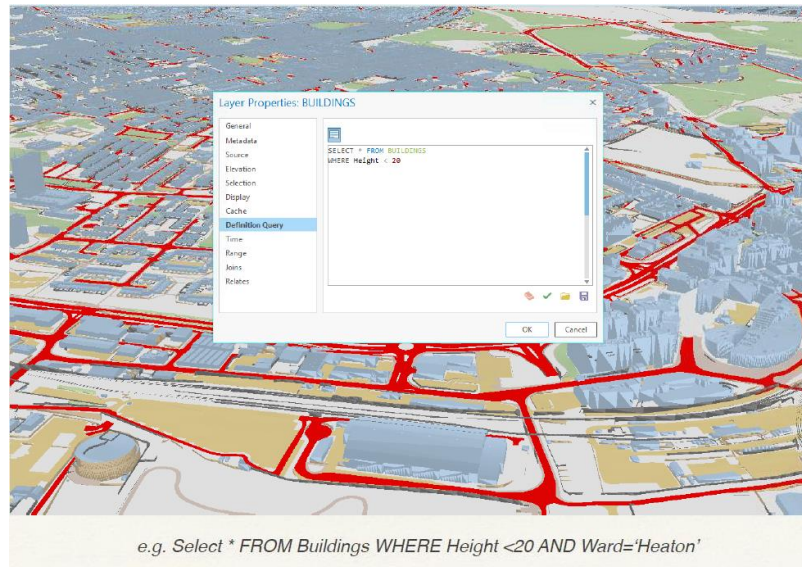 Layer Properties: BUILDINGS
General
Metadata
Source
Elevation
Selection
Display
Cache
Definition Query
Time
Range
Joins
Relates
SELECT * FROM BUILDINGS
WHERE Height < 20
OK
Cancel
e.g. Select * FROM Buildings WHERE Height <20 AND Ward=‘Heaton’